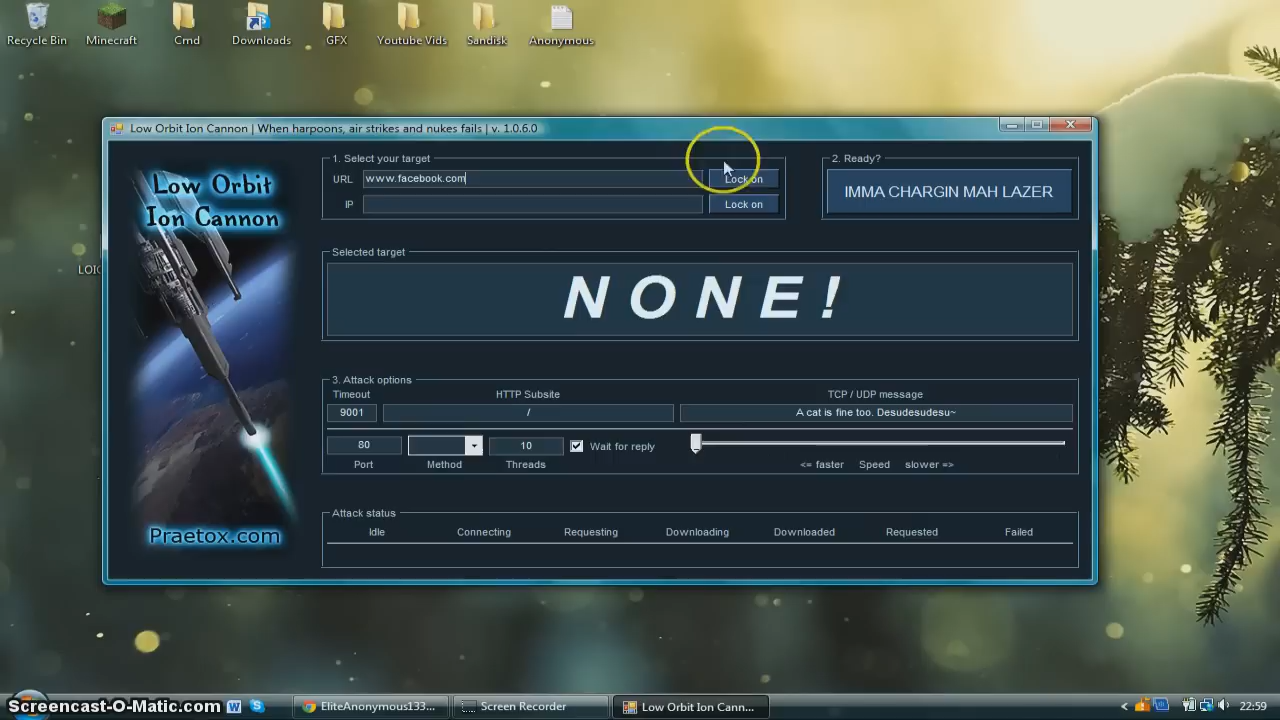 Recycle Bin
Minecraft
Cmd
Downloads
GFX
Youtube Vids
Sandisk
Anonymous
Low Orbit Ion Cannon | When harpoons, air strikes and nukes fails | v. 1.0.6.0
Low Orbit
Ion Cannon
1. Select your target
URL www.facebook.com Lock on
IP Lock on
2. Ready?
IMMA CHARGIN MAH LAZER
LOIC
Selected target
NONE!
3. Attack options
Timeout HTTP Subsite TCP / UDP message
9001 / A cat is fine too. Desudesudesu~
80 10 Wait for reply
Port Method Threads <= faster Speed slower =>
Attack status
Idle Connecting Requesting Downloading Downloaded Requested Failed
Praetox.com
Screencast-O-Matic.com
EliteAnonymous133...
Screen Recorder
Low Orbit Ion Cann...
22:59